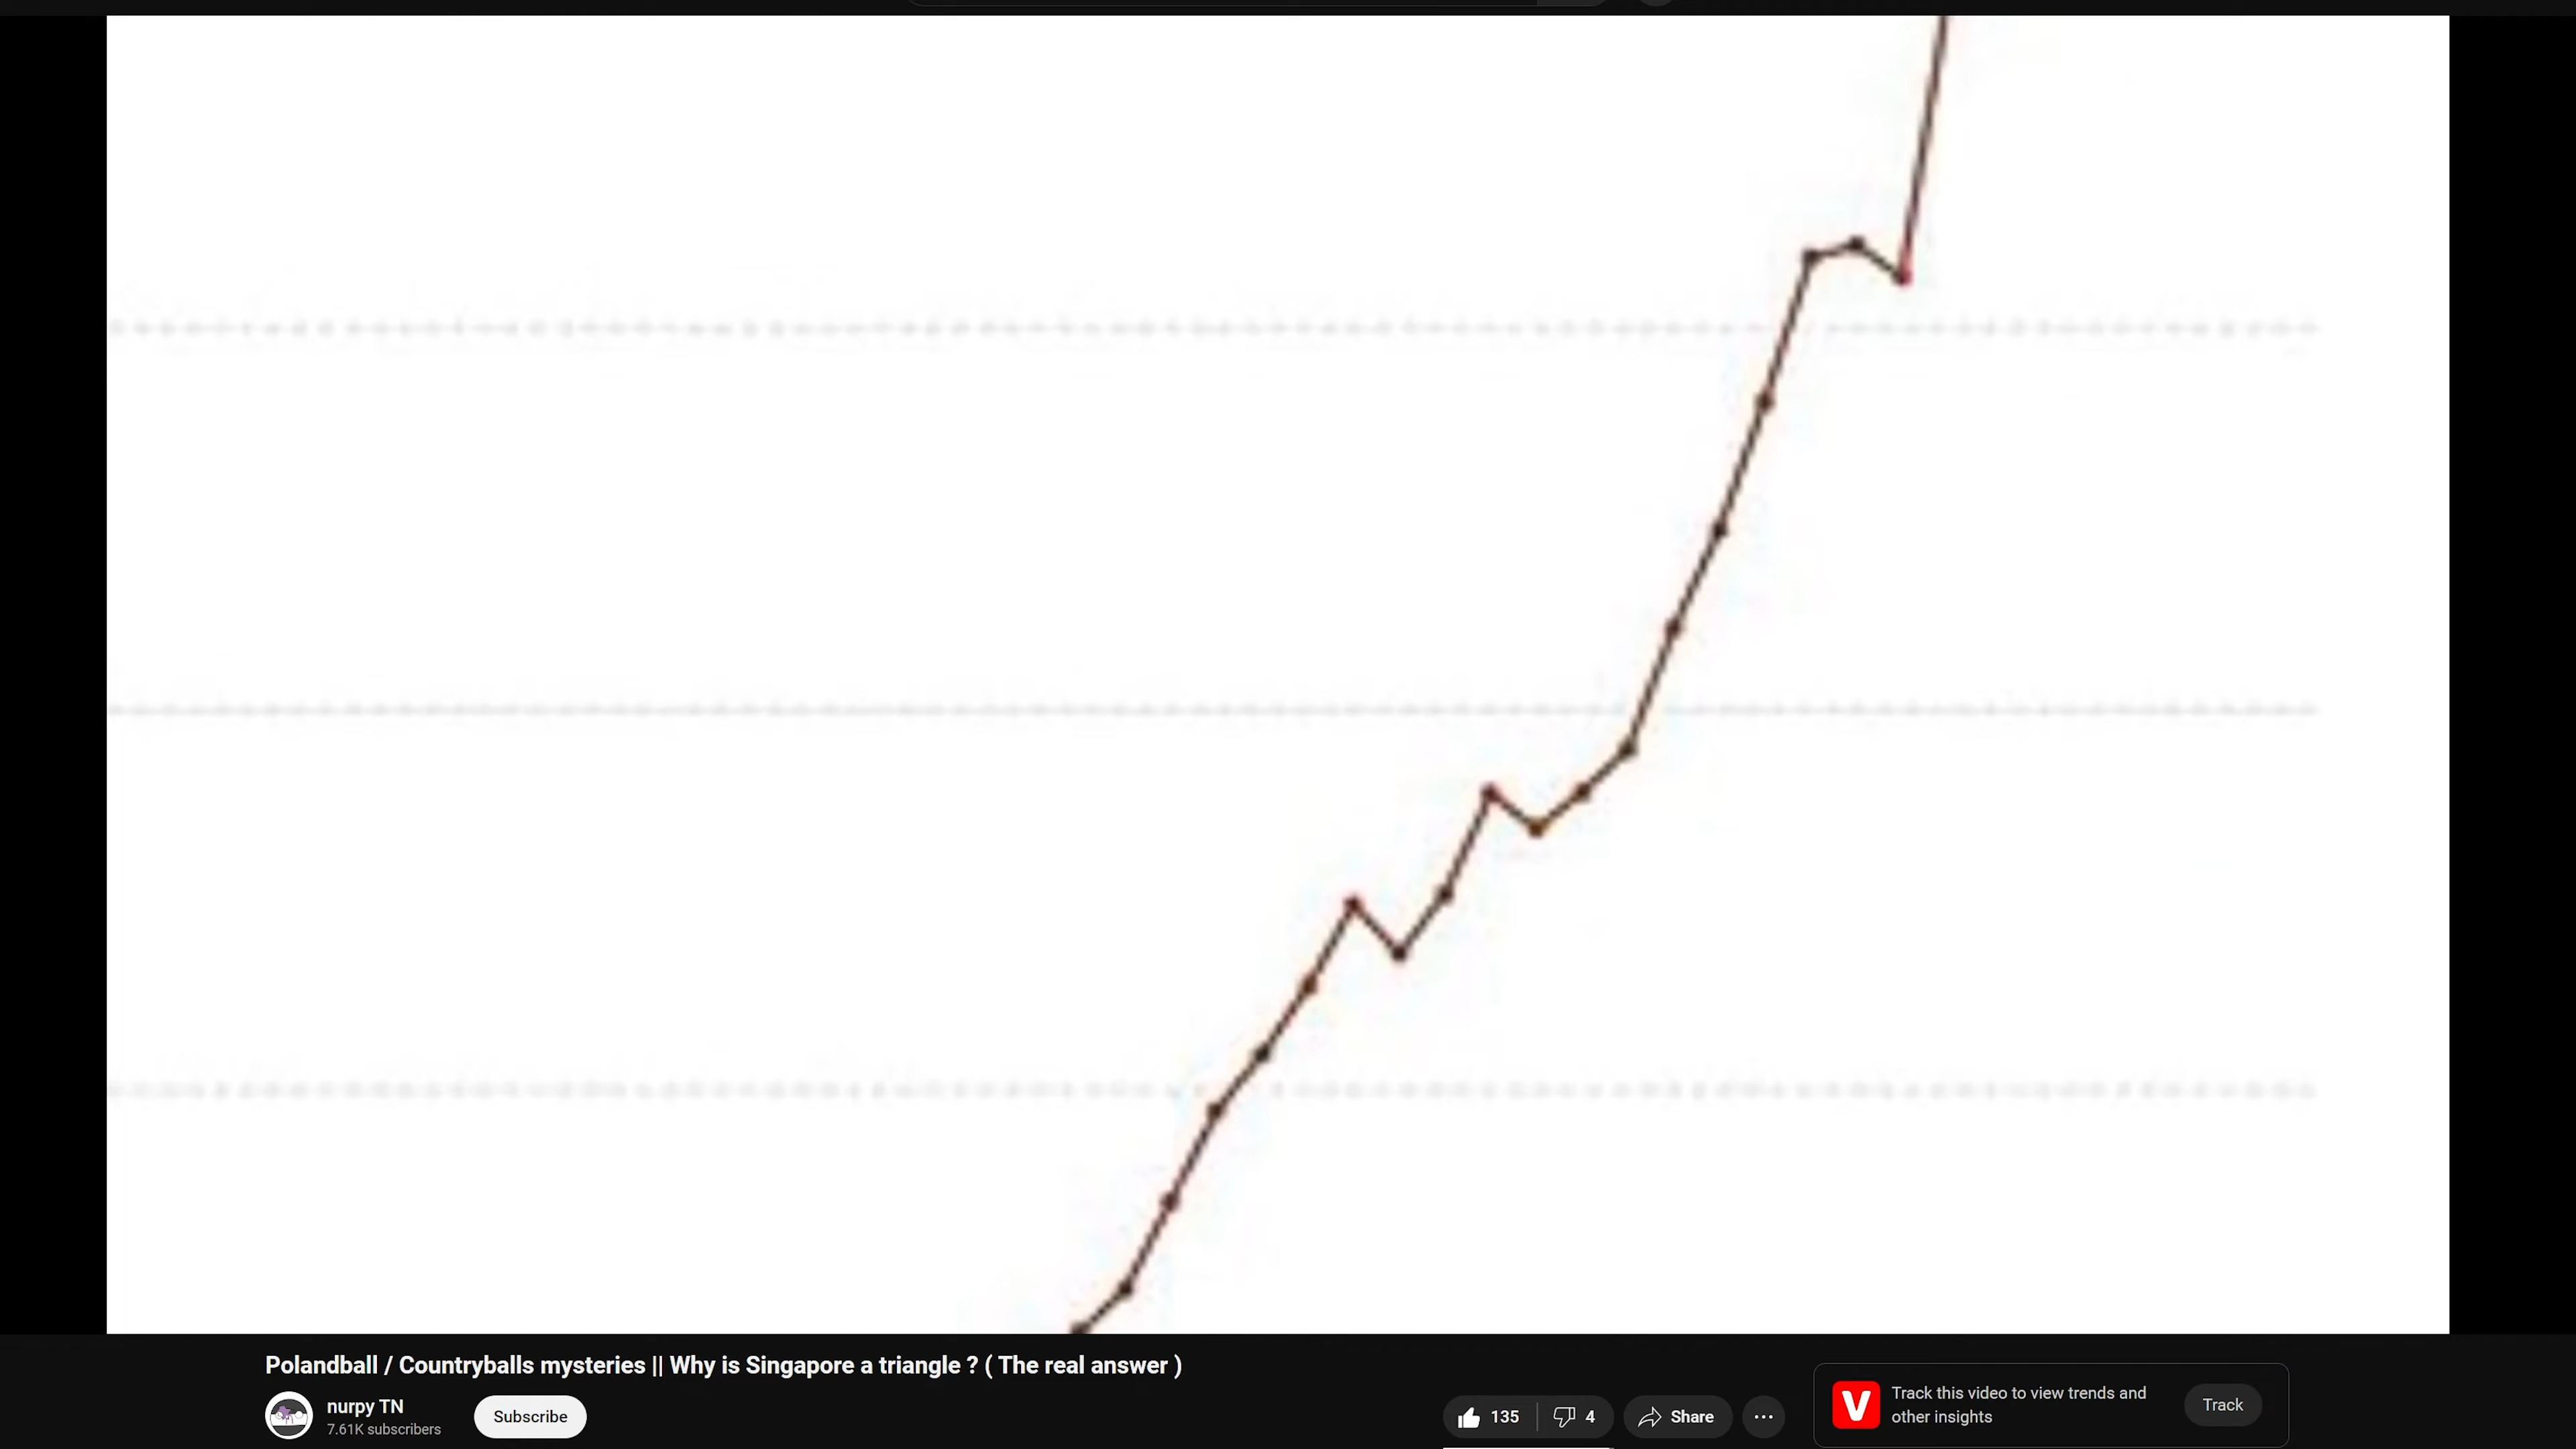 Polandball / Countryballs mysteries || Why is Singapore a triangle ? ( The real answer )
nurpy TN
7.61K subscribers
Subscribe
135
4
Share
Track this video to view trends and
other insights
Track